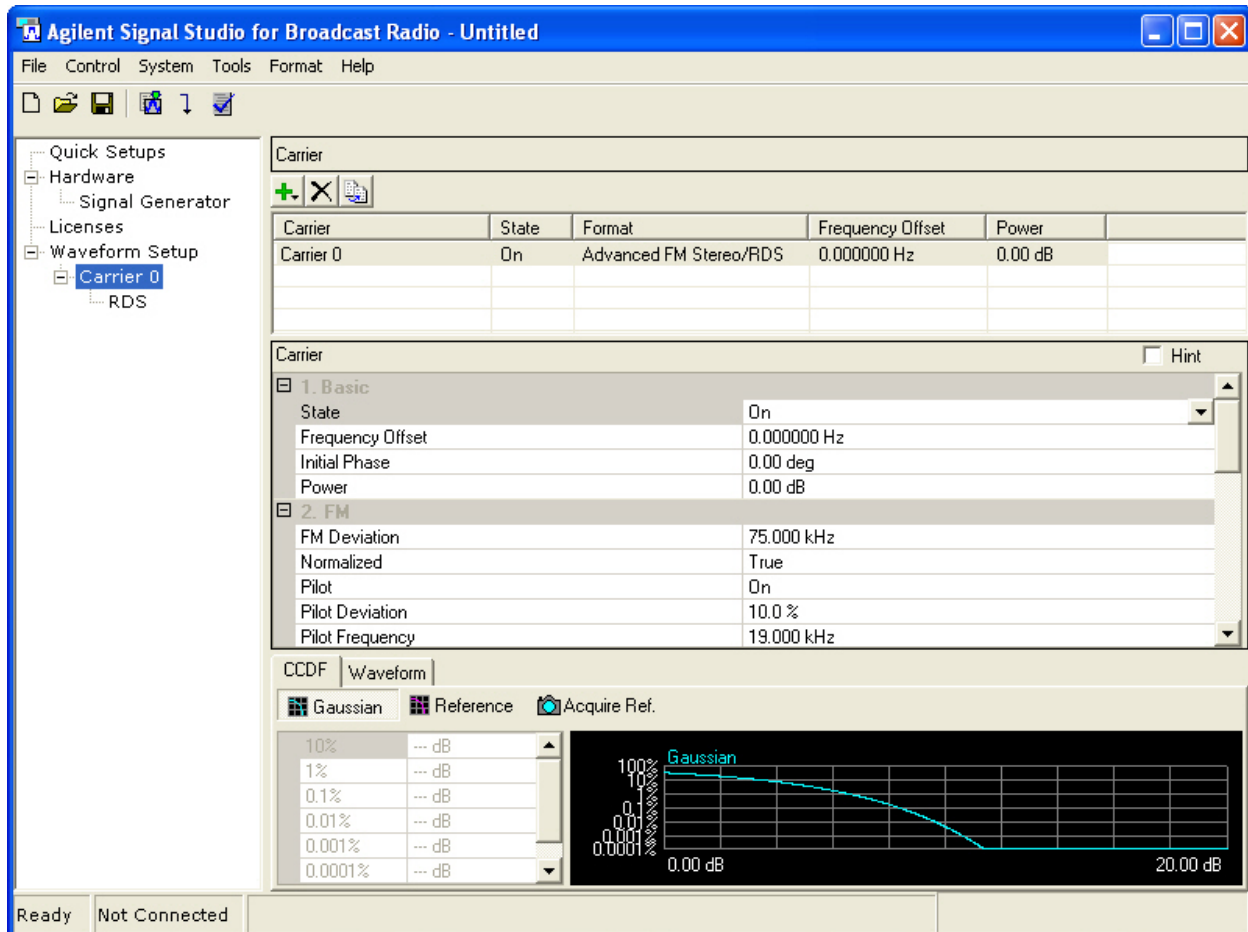 Agilent Signal Studio for Broadcast Radio - Untitled
File Control System Tools Format Help
Quick Setups
Hardware
Signal Generator
Licenses
Waveform Setup
Carrier 0
RDS
Carrier
Carrier State Format Frequency Offset Power
Carrier 0 On Advanced FM Stereo/RDS 0.000000 Hz 0.00 dB
Carrier Hint
1. Basic
State On
Frequency Offset 0.000000 Hz
Initial Phase 0.00 deg
Power 0.00 dB
2. FM
FM Deviation 75.000 kHz
Normalized True
Pilot On
Pilot Deviation 10.0 %
Pilot Frequency 19.000 kHz
CCDF Waveform
Gaussian Reference Acquire Ref.
10% --- dB
1% --- dB
0.1% --- dB
0.01% --- dB
0.001% --- dB
0.0001% --- dB
Gaussian
100%
10%
1%
0.1%
0.01%
0.001%
0.0001%
0.00 dB 20.00 dB
Ready Not Connected